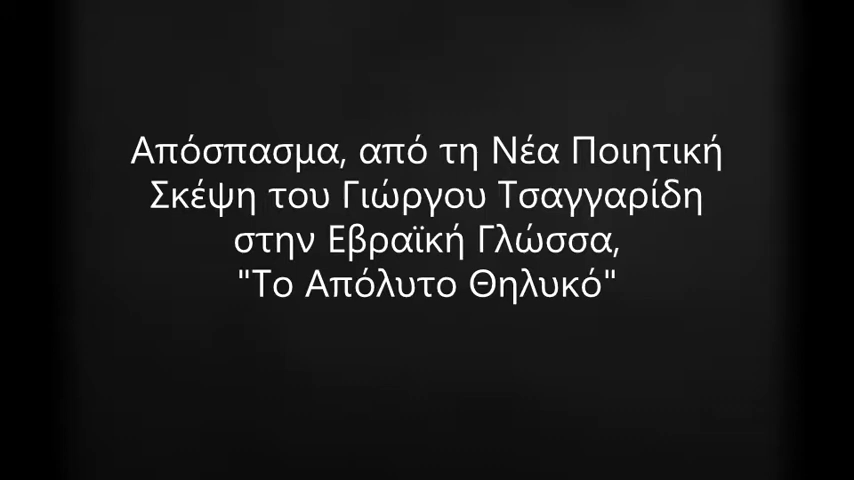 Απόσπασμα, από τη Νέα Ποιητική
Σκέψη του Γιώργου Τσαγγαρίδη
στην Εβραϊκή Γλώσσα,
"Το Απόλυτο Θηλυκό"